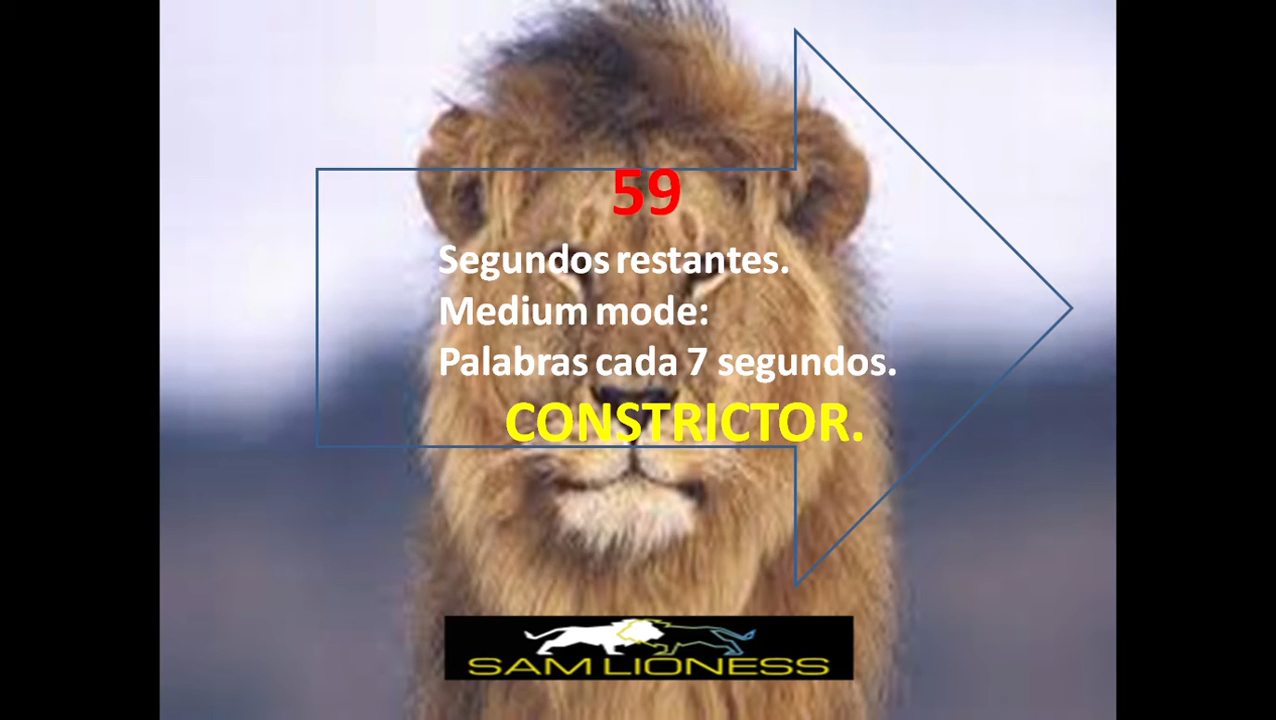 59
Segundos restantes.
Medium mode:
Palabras cada 7 segundos.
CONSTRICTOR.
SAM LIONESS